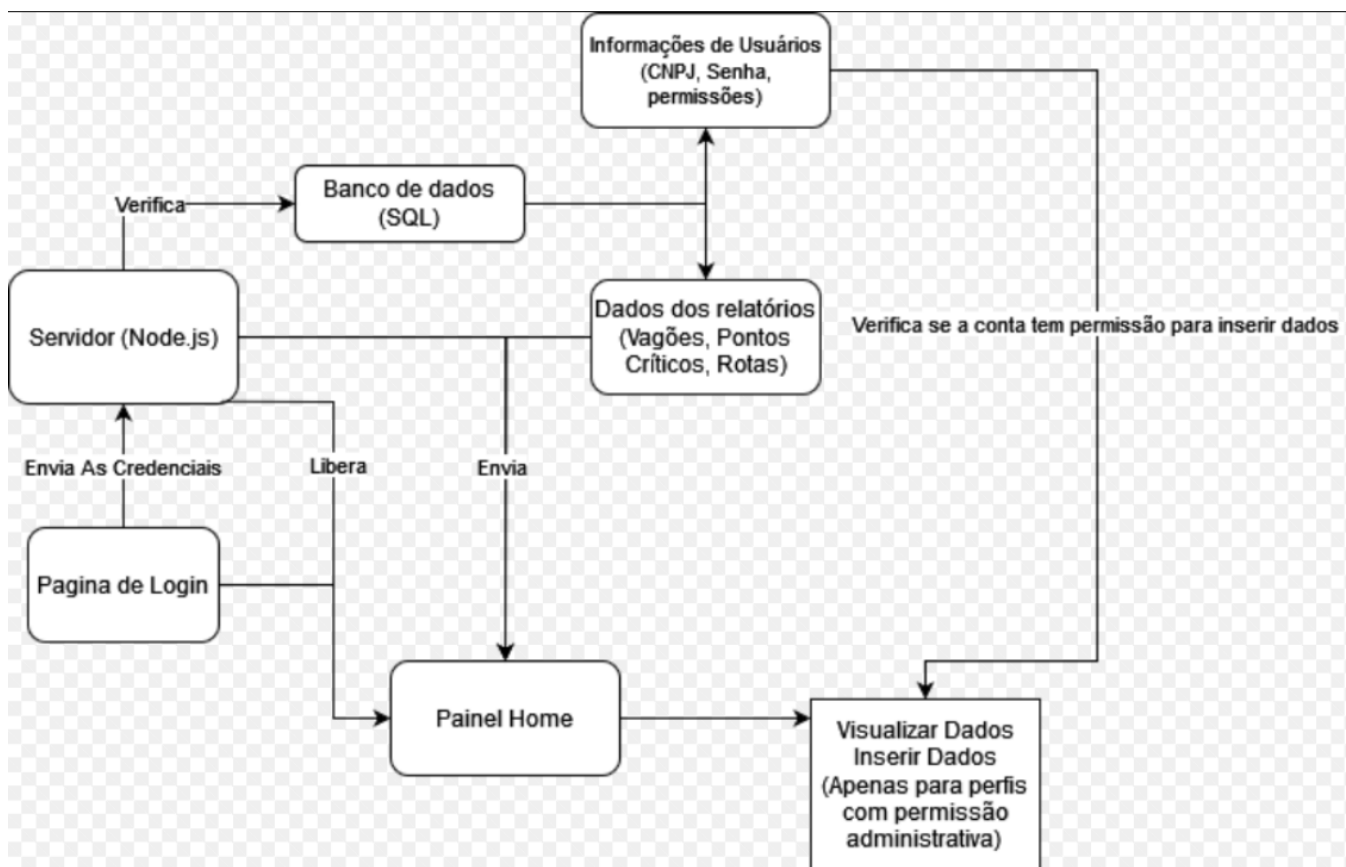 Informações de Usuários
(CNPJ, Senha,
permissões)
Banco de dados
(SQL)
Verifica
Servidor (Node.js)
Dados dos relatórios
(Vagões, Pontos
Críticos, Rotas)
Verifica se a conta tem permissão para inserir dados
Envia As Credenciais
Libera
Envia
Pagina de Login
Painel Home
Visualizar Dados
Inserir Dados
(Apenas para perfis
com permissão
administrativa)